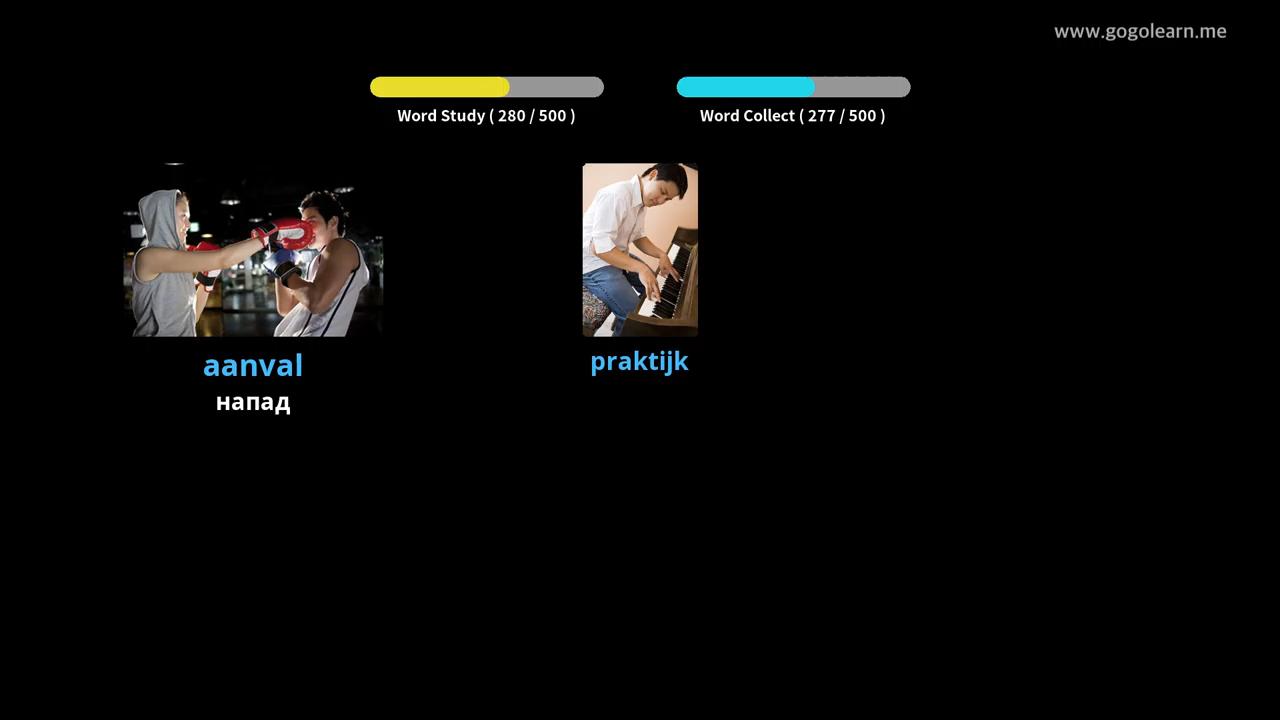 www.gogolearn.me
Word Study ( 280 / 500 )
Word Collect ( 277 / 500 )
aanval
напад
praktijk